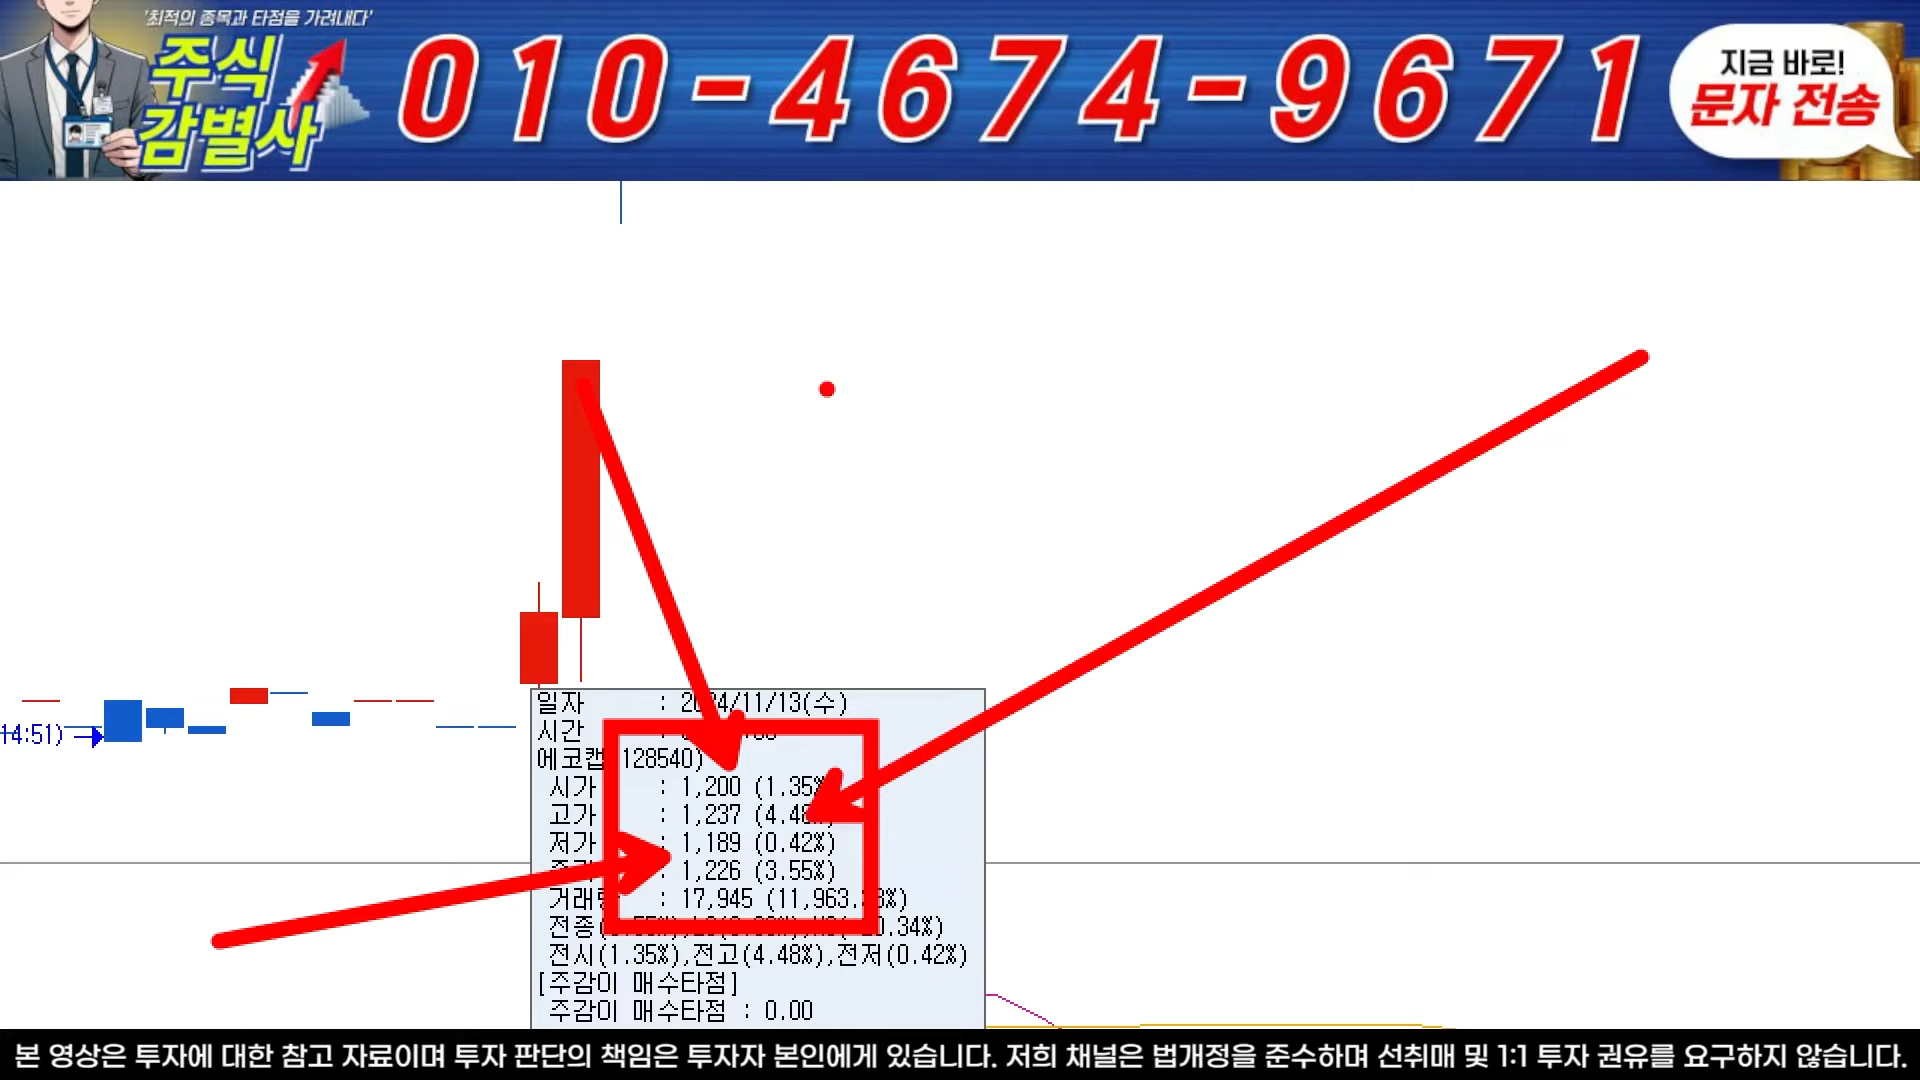 '최적의 종목과 타점을 가려내다'
주식
감별사
010-4674-9671
지금 바로!
문자 전송
14:51)
일자 : 2024/11/13(수)
시간 :
에코캡(128540)
시가 : 1,200 (1.35%)
고가 : 1,237 (4.48%)
저가 : 1,189 (0.42%)
: 1,226 (3.55%)
거래량 : 17,945
전시(1.35%),전고(4.48%),전저(0.42%)
[주감이 매수타점]
주감이 매수타점 : 0.00
본 영상은 투자에 대한 참고 자료이며 투자 판단의 책임은 투자자 본인에게 있습니다. 저희 채널은 법개정을 준수하며 선취매 및 1:1 투자 권유를 요구하지 않습니다.